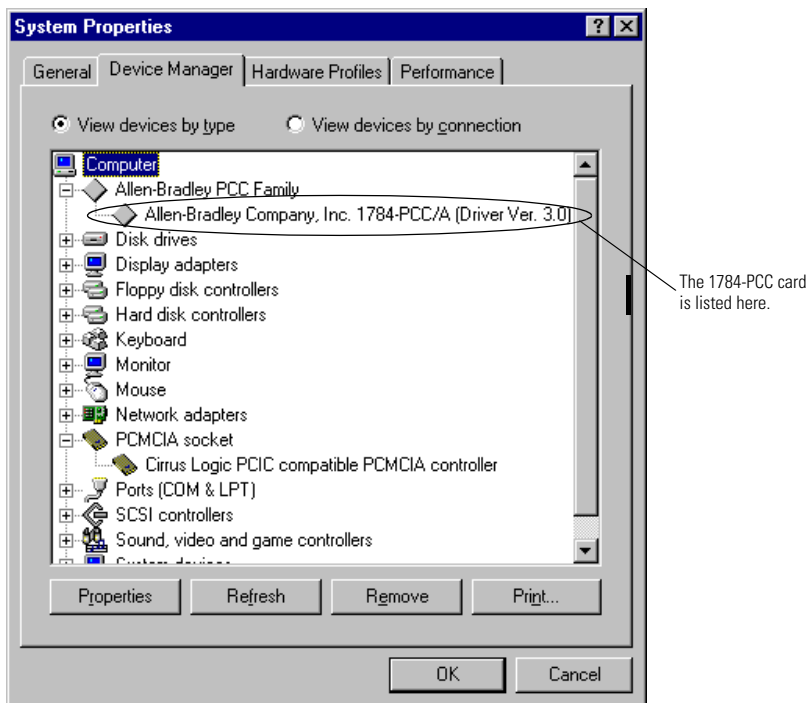 System Properties
General Device Manager Hardware Profiles Performance
View devices by type View devices by connection
Computer
Allen-Bradley PCC Family
Allen-Bradley Company, Inc. 1784-PCC/A (Driver Ver. 3.0)
Disk drives
Display adapters
Floppy disk controllers
Hard disk controllers
Keyboard
Monitor
Mouse
Network adapters
PCMCIA socket
Cirrus Logic PCIC compatible PCMCIA controller
Ports (COM & LPT)
SCSI controllers
Sound, video and game controllers
System devices
Properties Refresh Remove Print...
OK Cancel
The 1784-PCC card
is listed here.